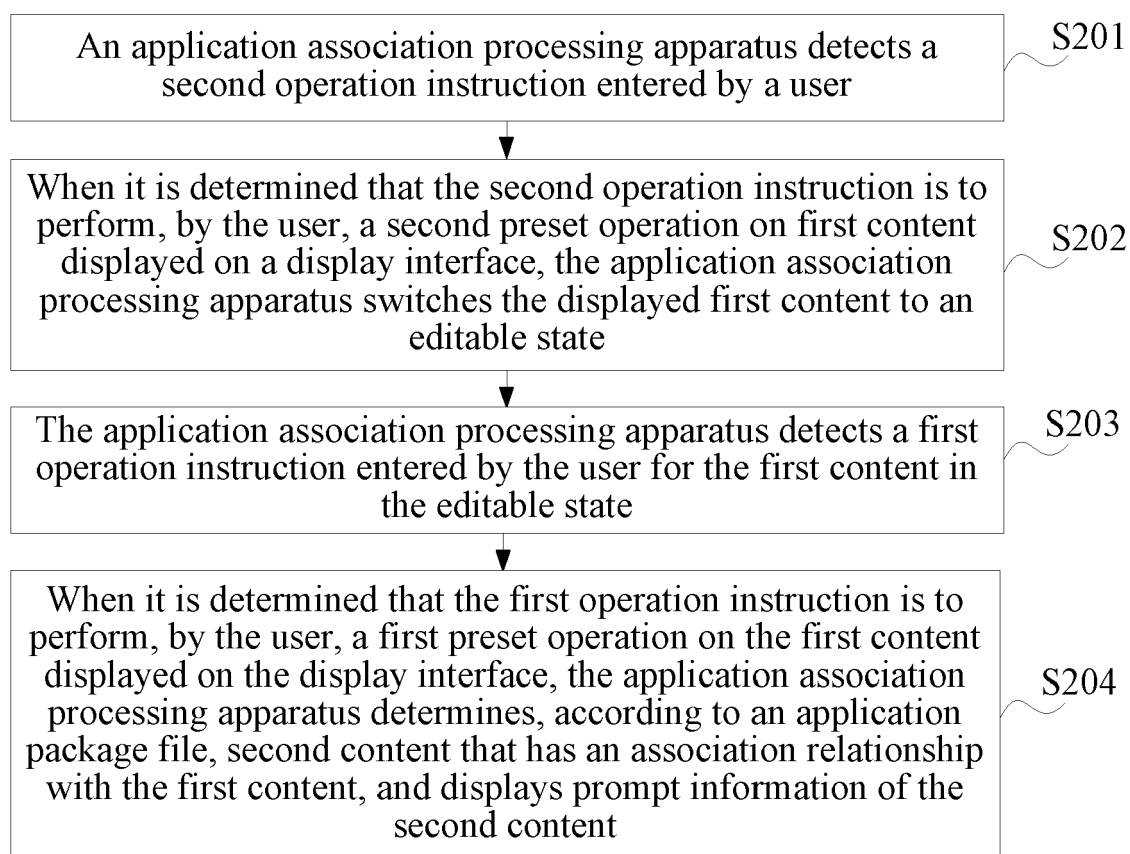 An application association processing apparatus detects a
second operation instruction entered by a user
S201
When it is determined that the second operation instruction is to
perform, by the user, a second preset operation on first content
displayed on a display interface, the application association
processing apparatus switches the displayed first content to an
editable state
S202
The application association processing apparatus detects a first
operation instruction entered by the user for the first content in
the editable state
S203
When it is determined that the first operation instruction is to
perform, by the user, a first preset operation on the first content
displayed on the display interface, the application association
processing apparatus determines, according to an application
package file, second content that has an association relationship
with the first content, and displays prompt information of the
second content
S204